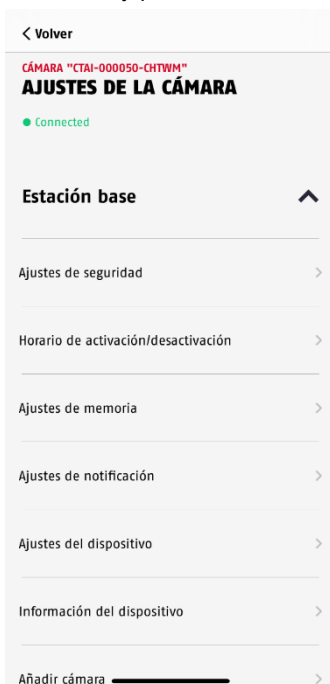 Volver
CÁMARA "CTAI-000050-CHTWM"
AJUSTES DE LA CÁMARA
Connected
Estación base
Ajustes de seguridad
Horario de activación/desactivación
Ajustes de memoria
Ajustes de notificación
Ajustes del dispositivo
Información del dispositivo
Añadir cámara